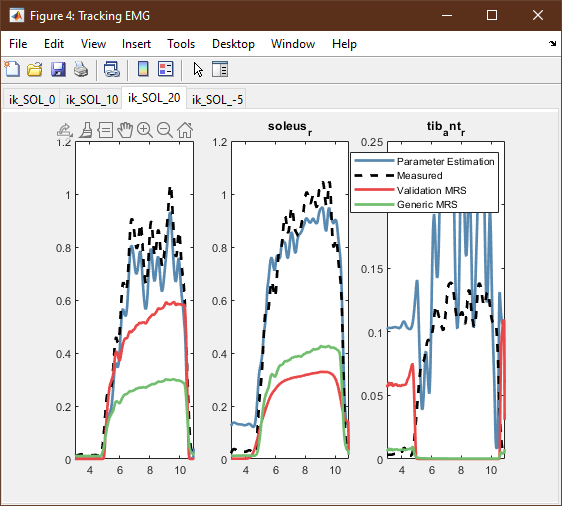 Figure 4: Tracking EMG
File Edit View Insert Tools Desktop Window Help
ik_SOL_0 ik_SOL_10 ik_SOL_20 ik_SOL_-5
soleus_r
tib_ant_r
1.2
1
0.8
0.6
0.4
0.2
0
4 6 8 10
1.2
1
0.8
0.6
0.4
0.2
0
4 6 8 10
0.25
0.15
0.1
0.05
0
4 6 8 10
Parameter Estimation
Measured
Validation MRS
Generic MRS